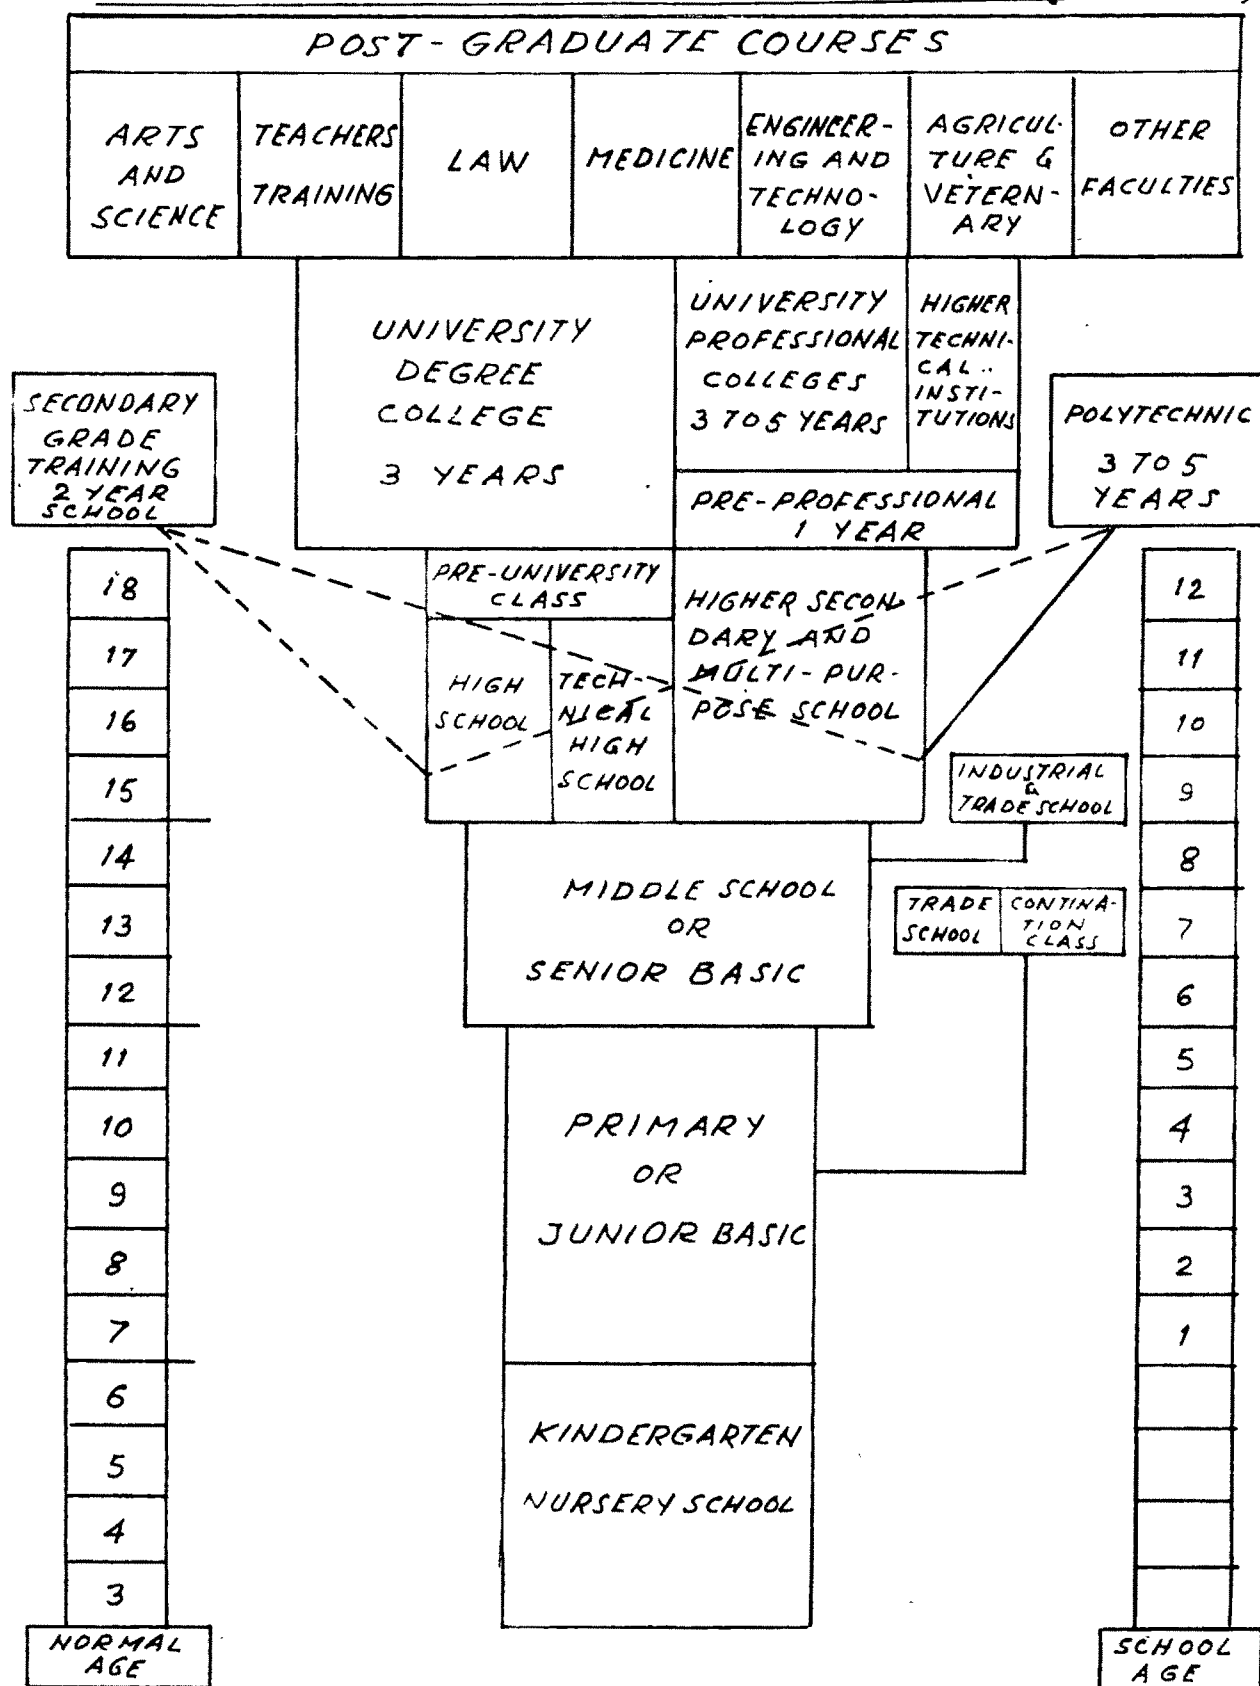 POST-GRADUATE COURSES
ARTS
AND
SCIENCE
TEACHERS
TRAINING
LAW
MEDICINE
ENGINEER-
ING AND
TECHNO-
LOGY
AGRICUL-
TURE &
VETERN-
ARY
OTHER
FACULTIES
UNIVERSITY
DEGREE
COLLEGE
3 YEARS
UNIVERSITY
PROFESSIONAL
COLLEGES
3 TO 5 YEARS
HIGHER
TECHNI-
CAL..
INSTI-
TUTIONS
PRE-PROFESSIONAL
1 YEAR
SECONDARY
GRADE
TRAINING
2 YEAR
SCHOOL
POLYTECHNIC
3 TO 5
YEARS
PRE-UNIVERSITY
CLASS
HIGH
SCHOOL
TECH-
NICAL
HIGH
SCHOOL
HIGHER SECON-
DARY AND
MULTI-PUR-
POSE SCHOOL
INDUSTRIAL
&
TRADE SCHOOL
MIDDLE SCHOOL
OR
SENIOR BASIC
TRADE
SCHOOL
CONTINA-
TION
CLASS
PRIMARY
OR
JUNIOR BASIC
KINDERGARTEN
NURSERY SCHOOL
18
17
16
15
14
13
12
11
10
9
8
7
6
5
4
3
NORMAL
AGE
12
11
10
9
8
7
6
5
4
3
2
1
SCHOOL
AGE